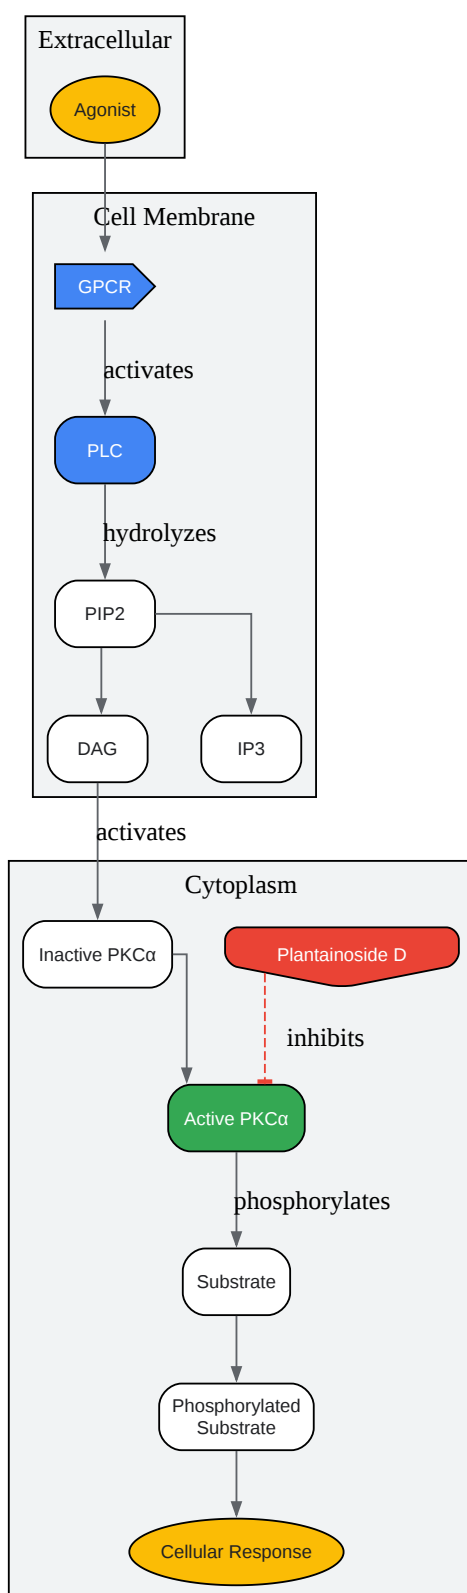 Extracellular
Agonist
Cell Membrane
GPCR
activates
PLC
hydrolyzes
PIP2
DAG
IP3
activates
Cytoplasm
Inactive PKCα
Plantainoside D
inhibits
Active PKCα
phosphorylates
Substrate
Phosphorylated
Substrate
Cellular Response